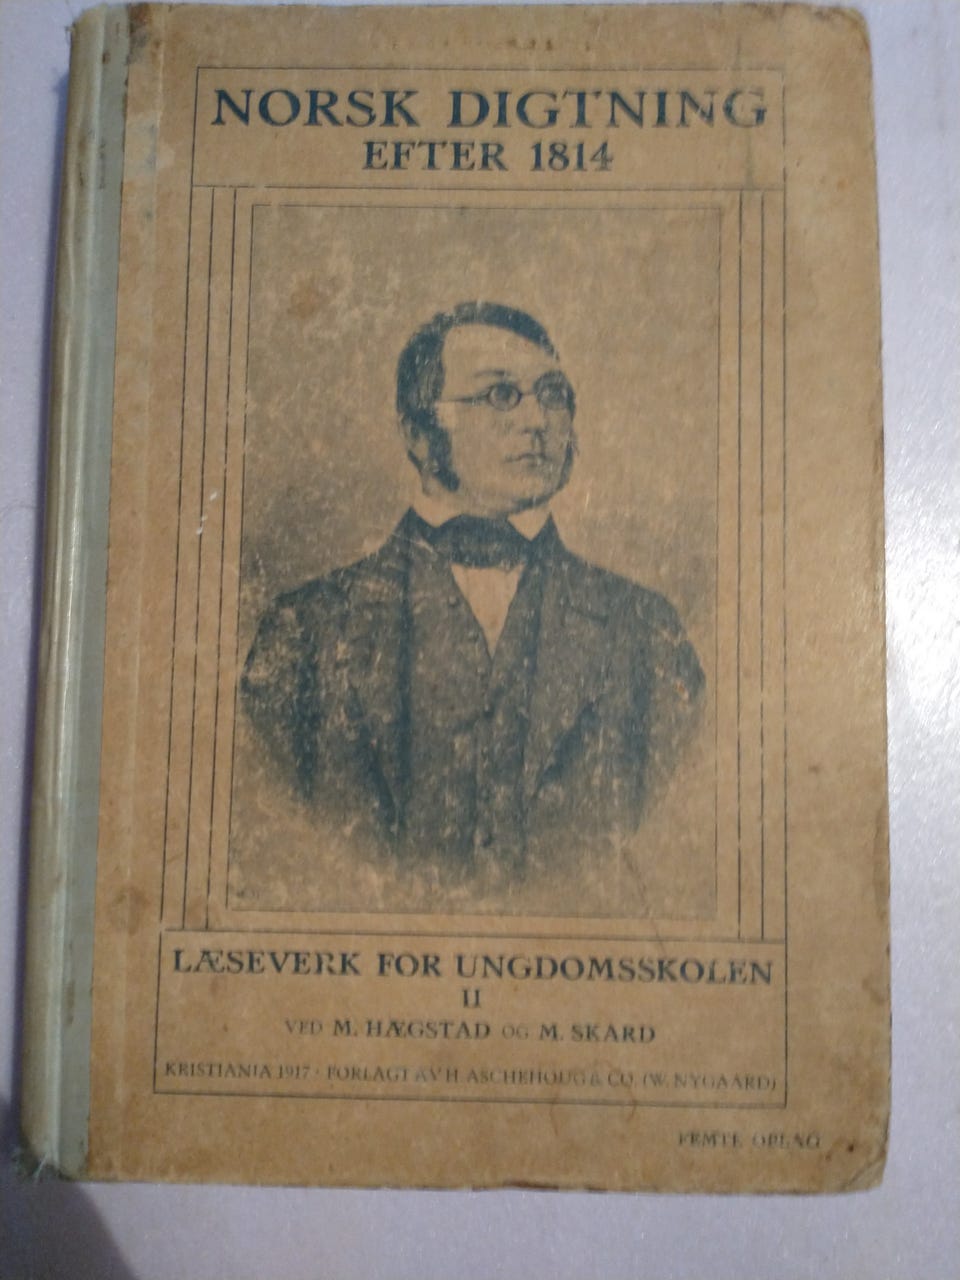 NORSK DIGTNING
EFTER 1814
LÆSEVERK FOR UNGDOMSSKOLEN
II
VED M. HÆGSTAD OG M. SKARD
KRISTIANIA 1917 · FORLAGT AV H. ASCHEHOUG & CO. (W. NYGAARD)
FEMTE OPLAG